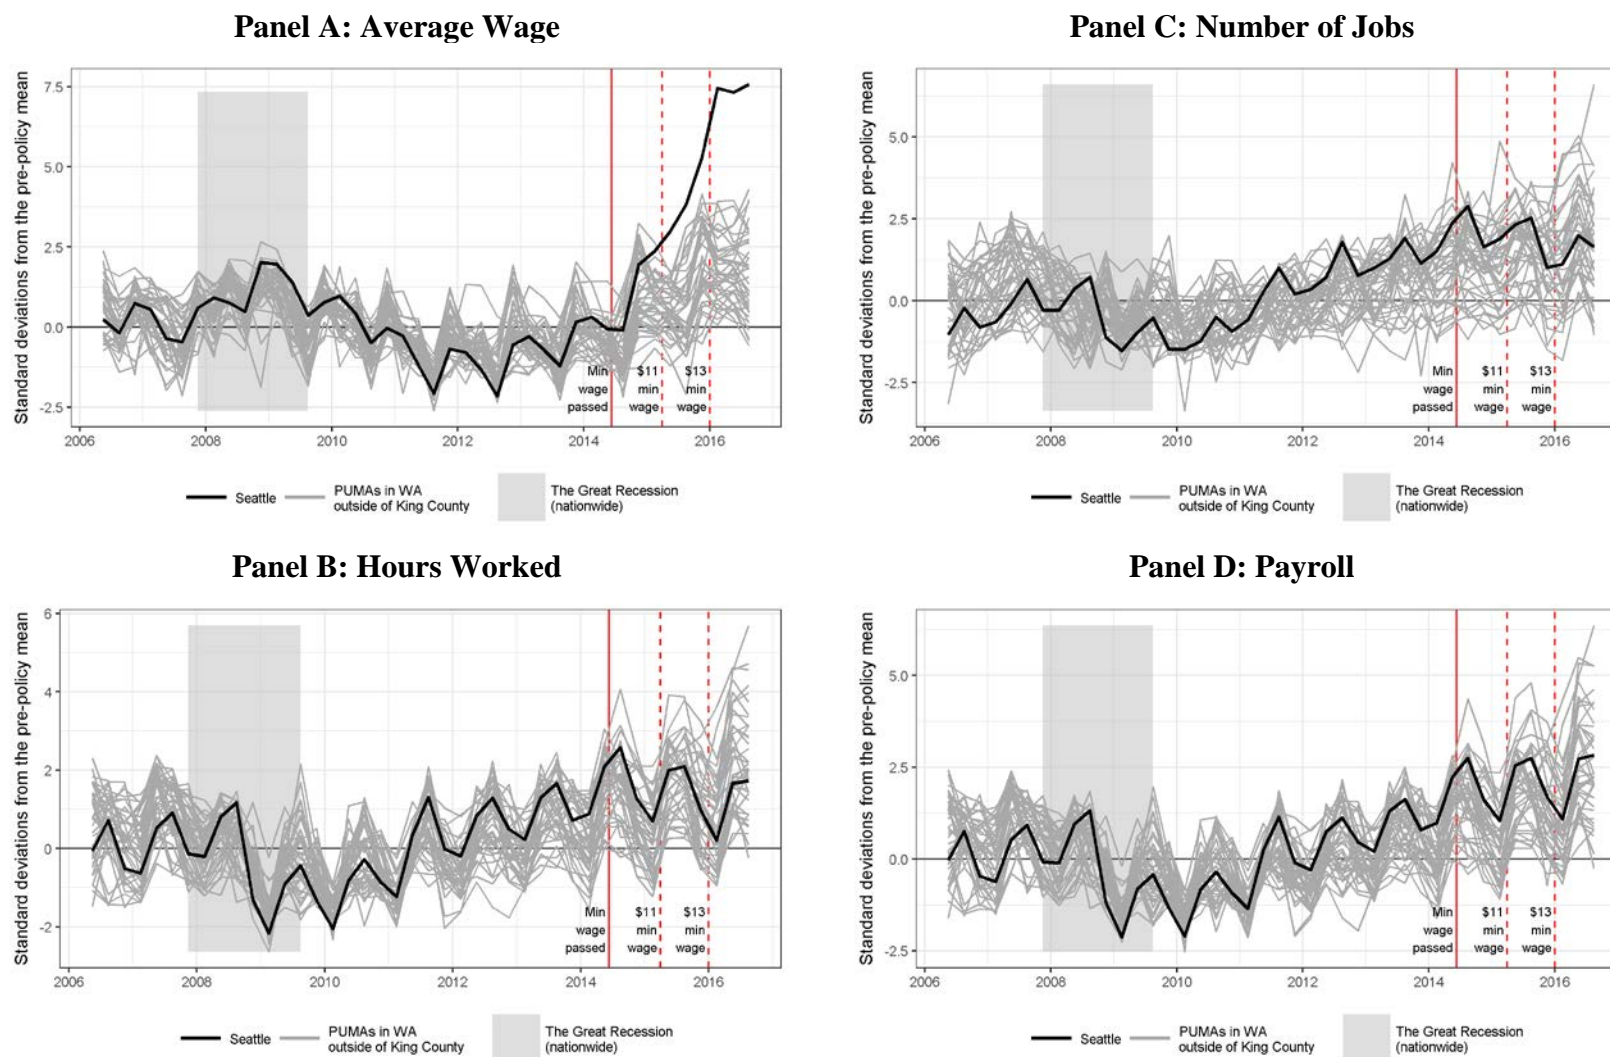 Panel A: Average Wage
Standard deviations from the pre-policy mean
7.5
5.0
2.5
0.0
-2.5
Min wage passed
$11 min wage
$13 min wage
2006 2008 2010 2012 2014 2016
Seattle
PUMAs in WA
outside of King County
The Great Recession
(nationwide)
Panel C: Number of Jobs
Standard deviations from the pre-policy mean
5.0
2.5
0.0
-2.5
Min wage passed
$11 min wage
$13 min wage
2006 2008 2010 2012 2014 2016
Seattle
PUMAs in WA
outside of King County
The Great Recession
(nationwide)
Panel B: Hours Worked
Standard deviations from the pre-policy mean
6
4
2
0
-2
Min wage passed
$11 min wage
$13 min wage
2006 2008 2010 2012 2014 2016
Seattle
PUMAs in WA
outside of King County
The Great Recession
(nationwide)
Panel D: Payroll
Standard deviations from the pre-policy mean
5.0
2.5
0.0
-2.5
Min wage passed
$11 min wage
$13 min wage
2006 2008 2010 2012 2014 2016
Seattle
PUMAs in WA
outside of King County
The Great Recession
(nationwide)